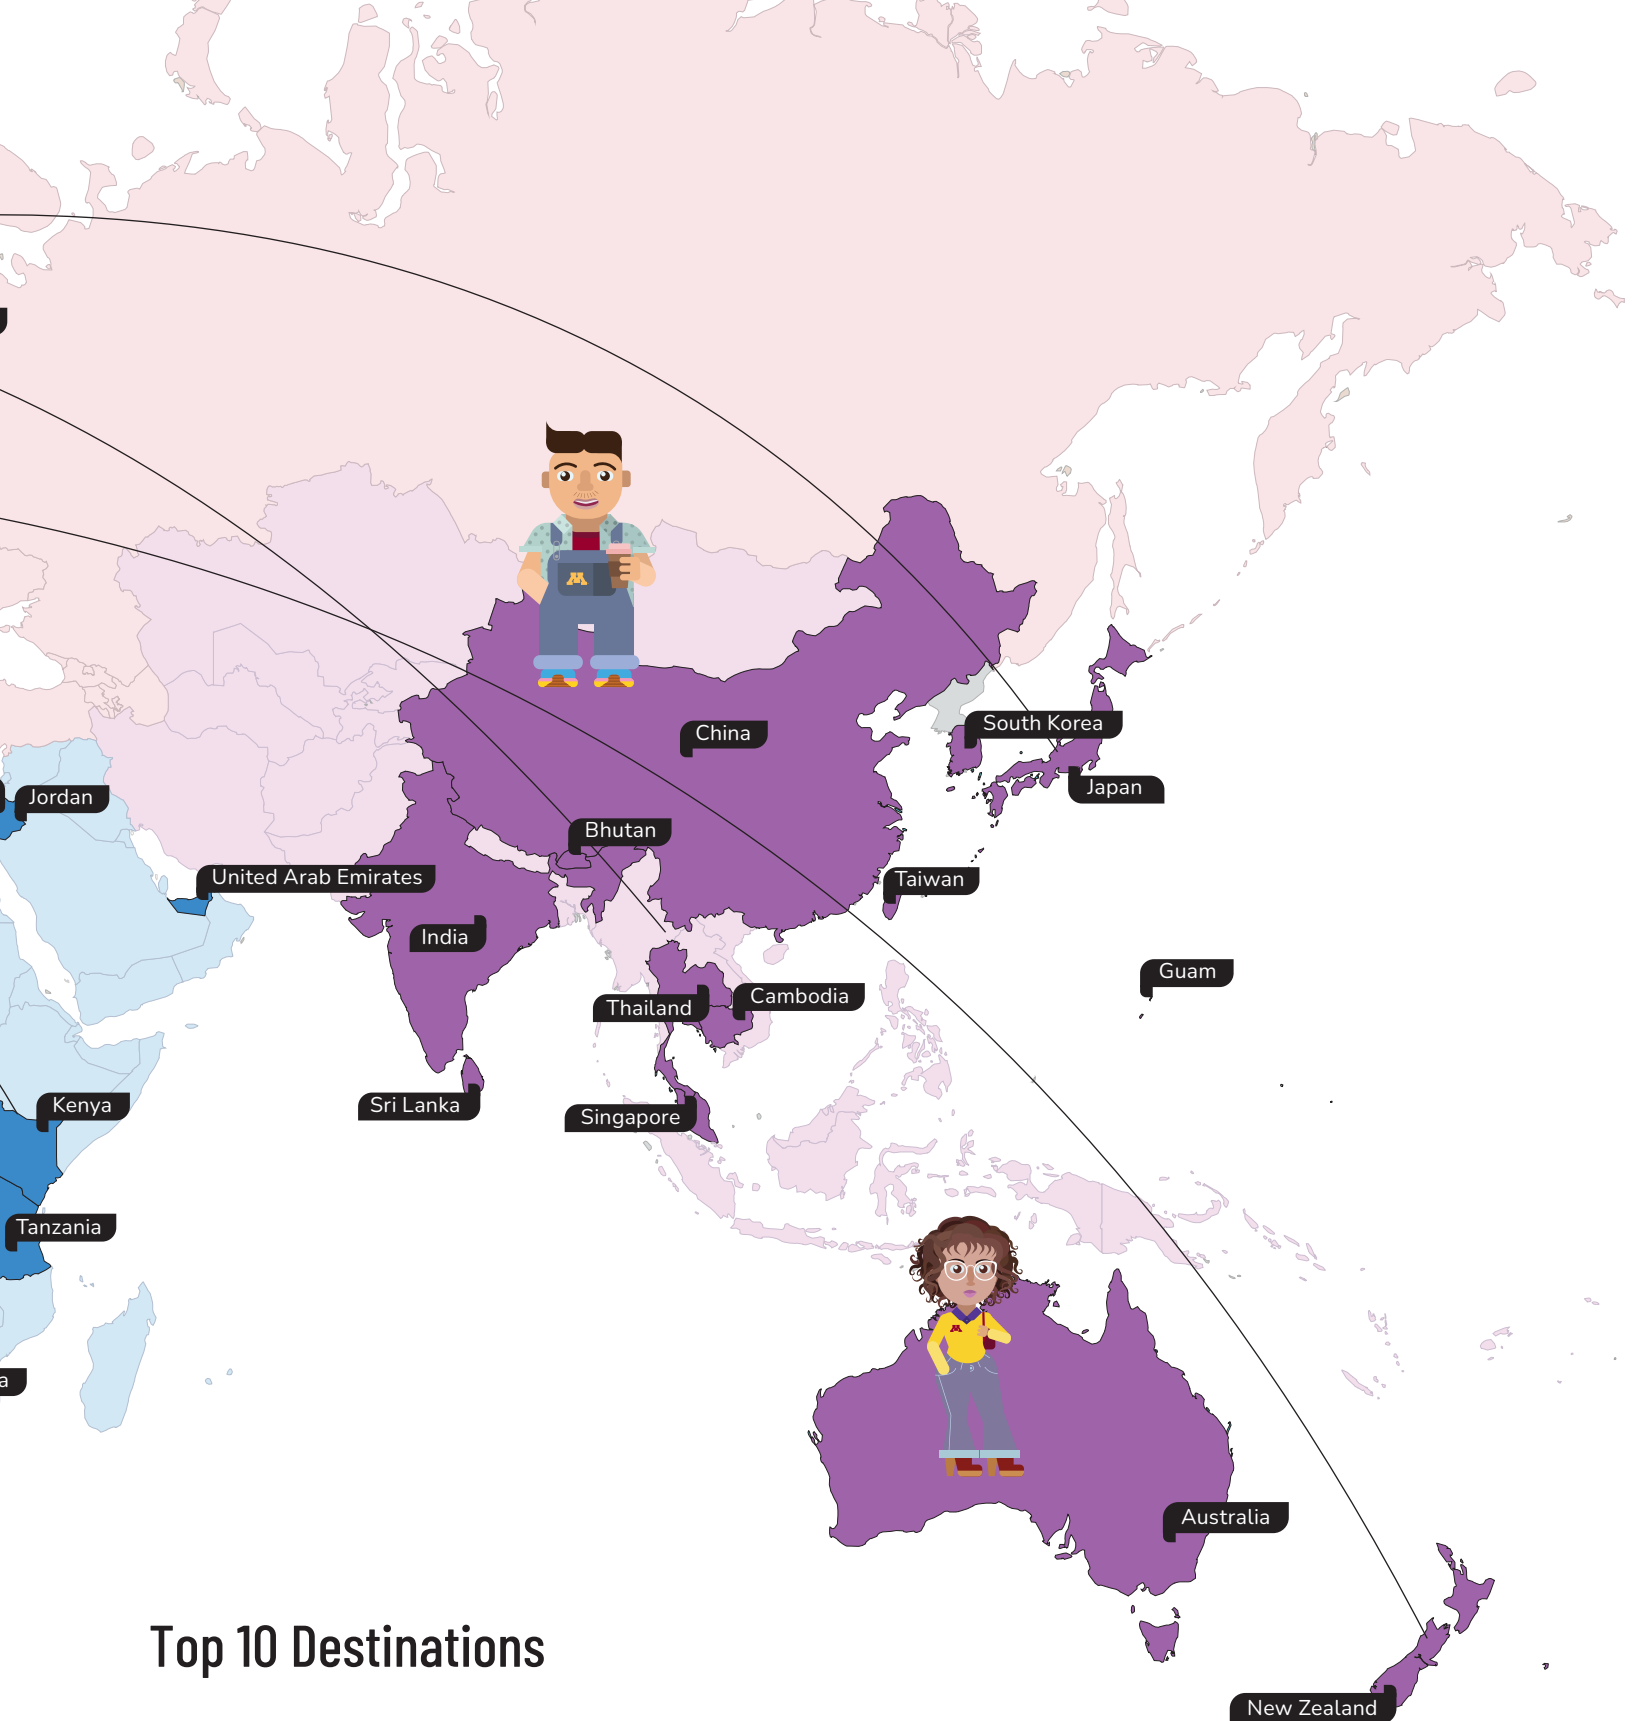 China
South Korea
Jordan
Japan
Bhutan
United Arab Emirates
Taiwan
India
Guam
Thailand
Cambodia
Kenya
Sri Lanka
Singapore
Tanzania
a
Australia
Top 10 Destinations
New Zealand